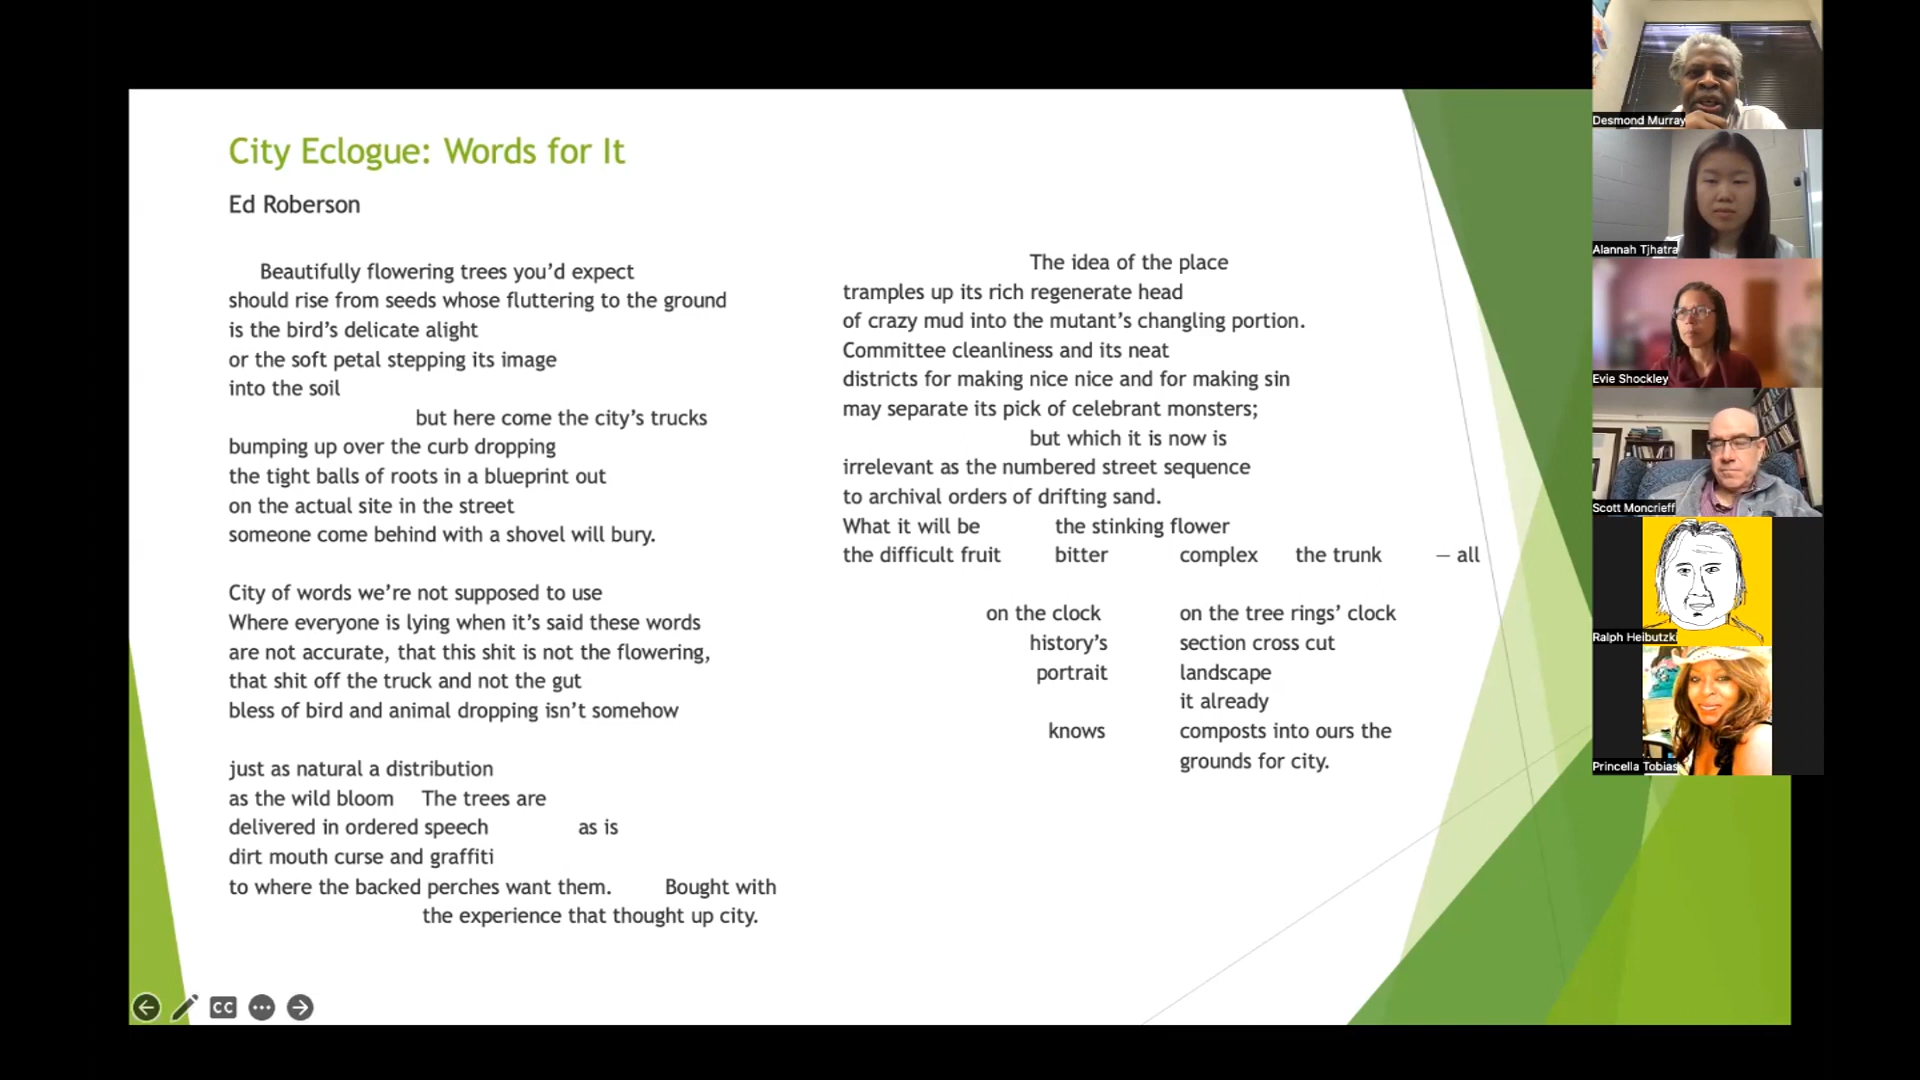 City Eclogue: Words for It
Ed Roberson
Beautifully flowering trees you’d expect
should rise from seeds whose fluttering to the ground
is the bird’s delicate alight
or the soft petal stepping its image
into the soil
but here come the city’s trucks
bumping up over the curb dropping
the tight balls of roots in a blueprint out
on the actual site in the street
someone come behind with a shovel will bury.
City of words we’re not supposed to use
Where everyone is lying when it’s said these words
are not accurate, that this shit is not the flowering,
that shit off the truck and not the gut
bless of bird and animal dropping isn’t somehow
just as natural a distribution
as the wild bloom The trees are
delivered in ordered speech as is
dirt mouth curse and graffiti
to where the backed perches want them. Bought with
the experience that thought up city.
The idea of the place
tramples up its rich regenerate head
of crazy mud into the mutant’s changling portion.
Committee cleanliness and its neat
districts for making nice nice and for making sin
may separate its pick of celebrant monsters;
but which it is now is
irrelevant as the numbered street sequence
to archival orders of drifting sand.
What it will be the stinking flower
the difficult fruit bitter complex the trunk — all
on the clock on the tree rings’ clock
history’s section cross cut
portrait landscape
it already
knows composts into ours the
grounds for city.
CC
Desmond Murray
Alannah Tjhatra
Evie Shockley
Scott Moncrieff
Ralph Heibutzki
Princella Tobias